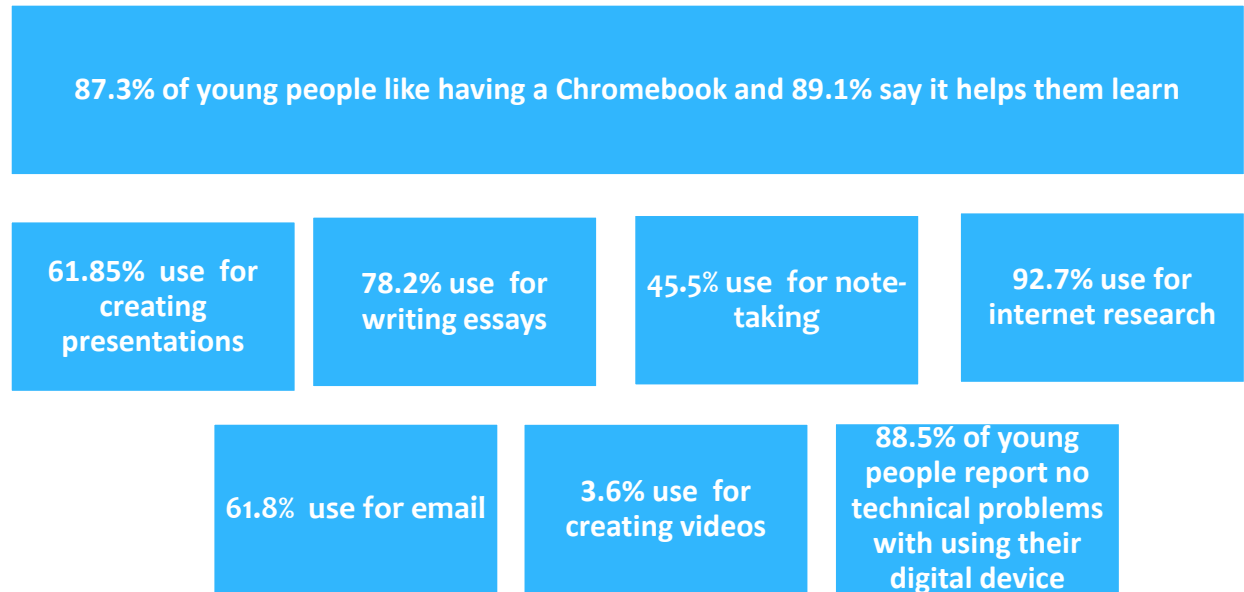 87.3% of young people like having a Chromebook and 89.1% say it helps them learn
61.85% use for
creating
presentations
78.2% use for
writing essays
45.5% use for note-
taking
92.7% use for
internet research
61.8% use for email
3.6% use for
creating videos
88.5% of young
people report no
technical problems
with using their
digital device